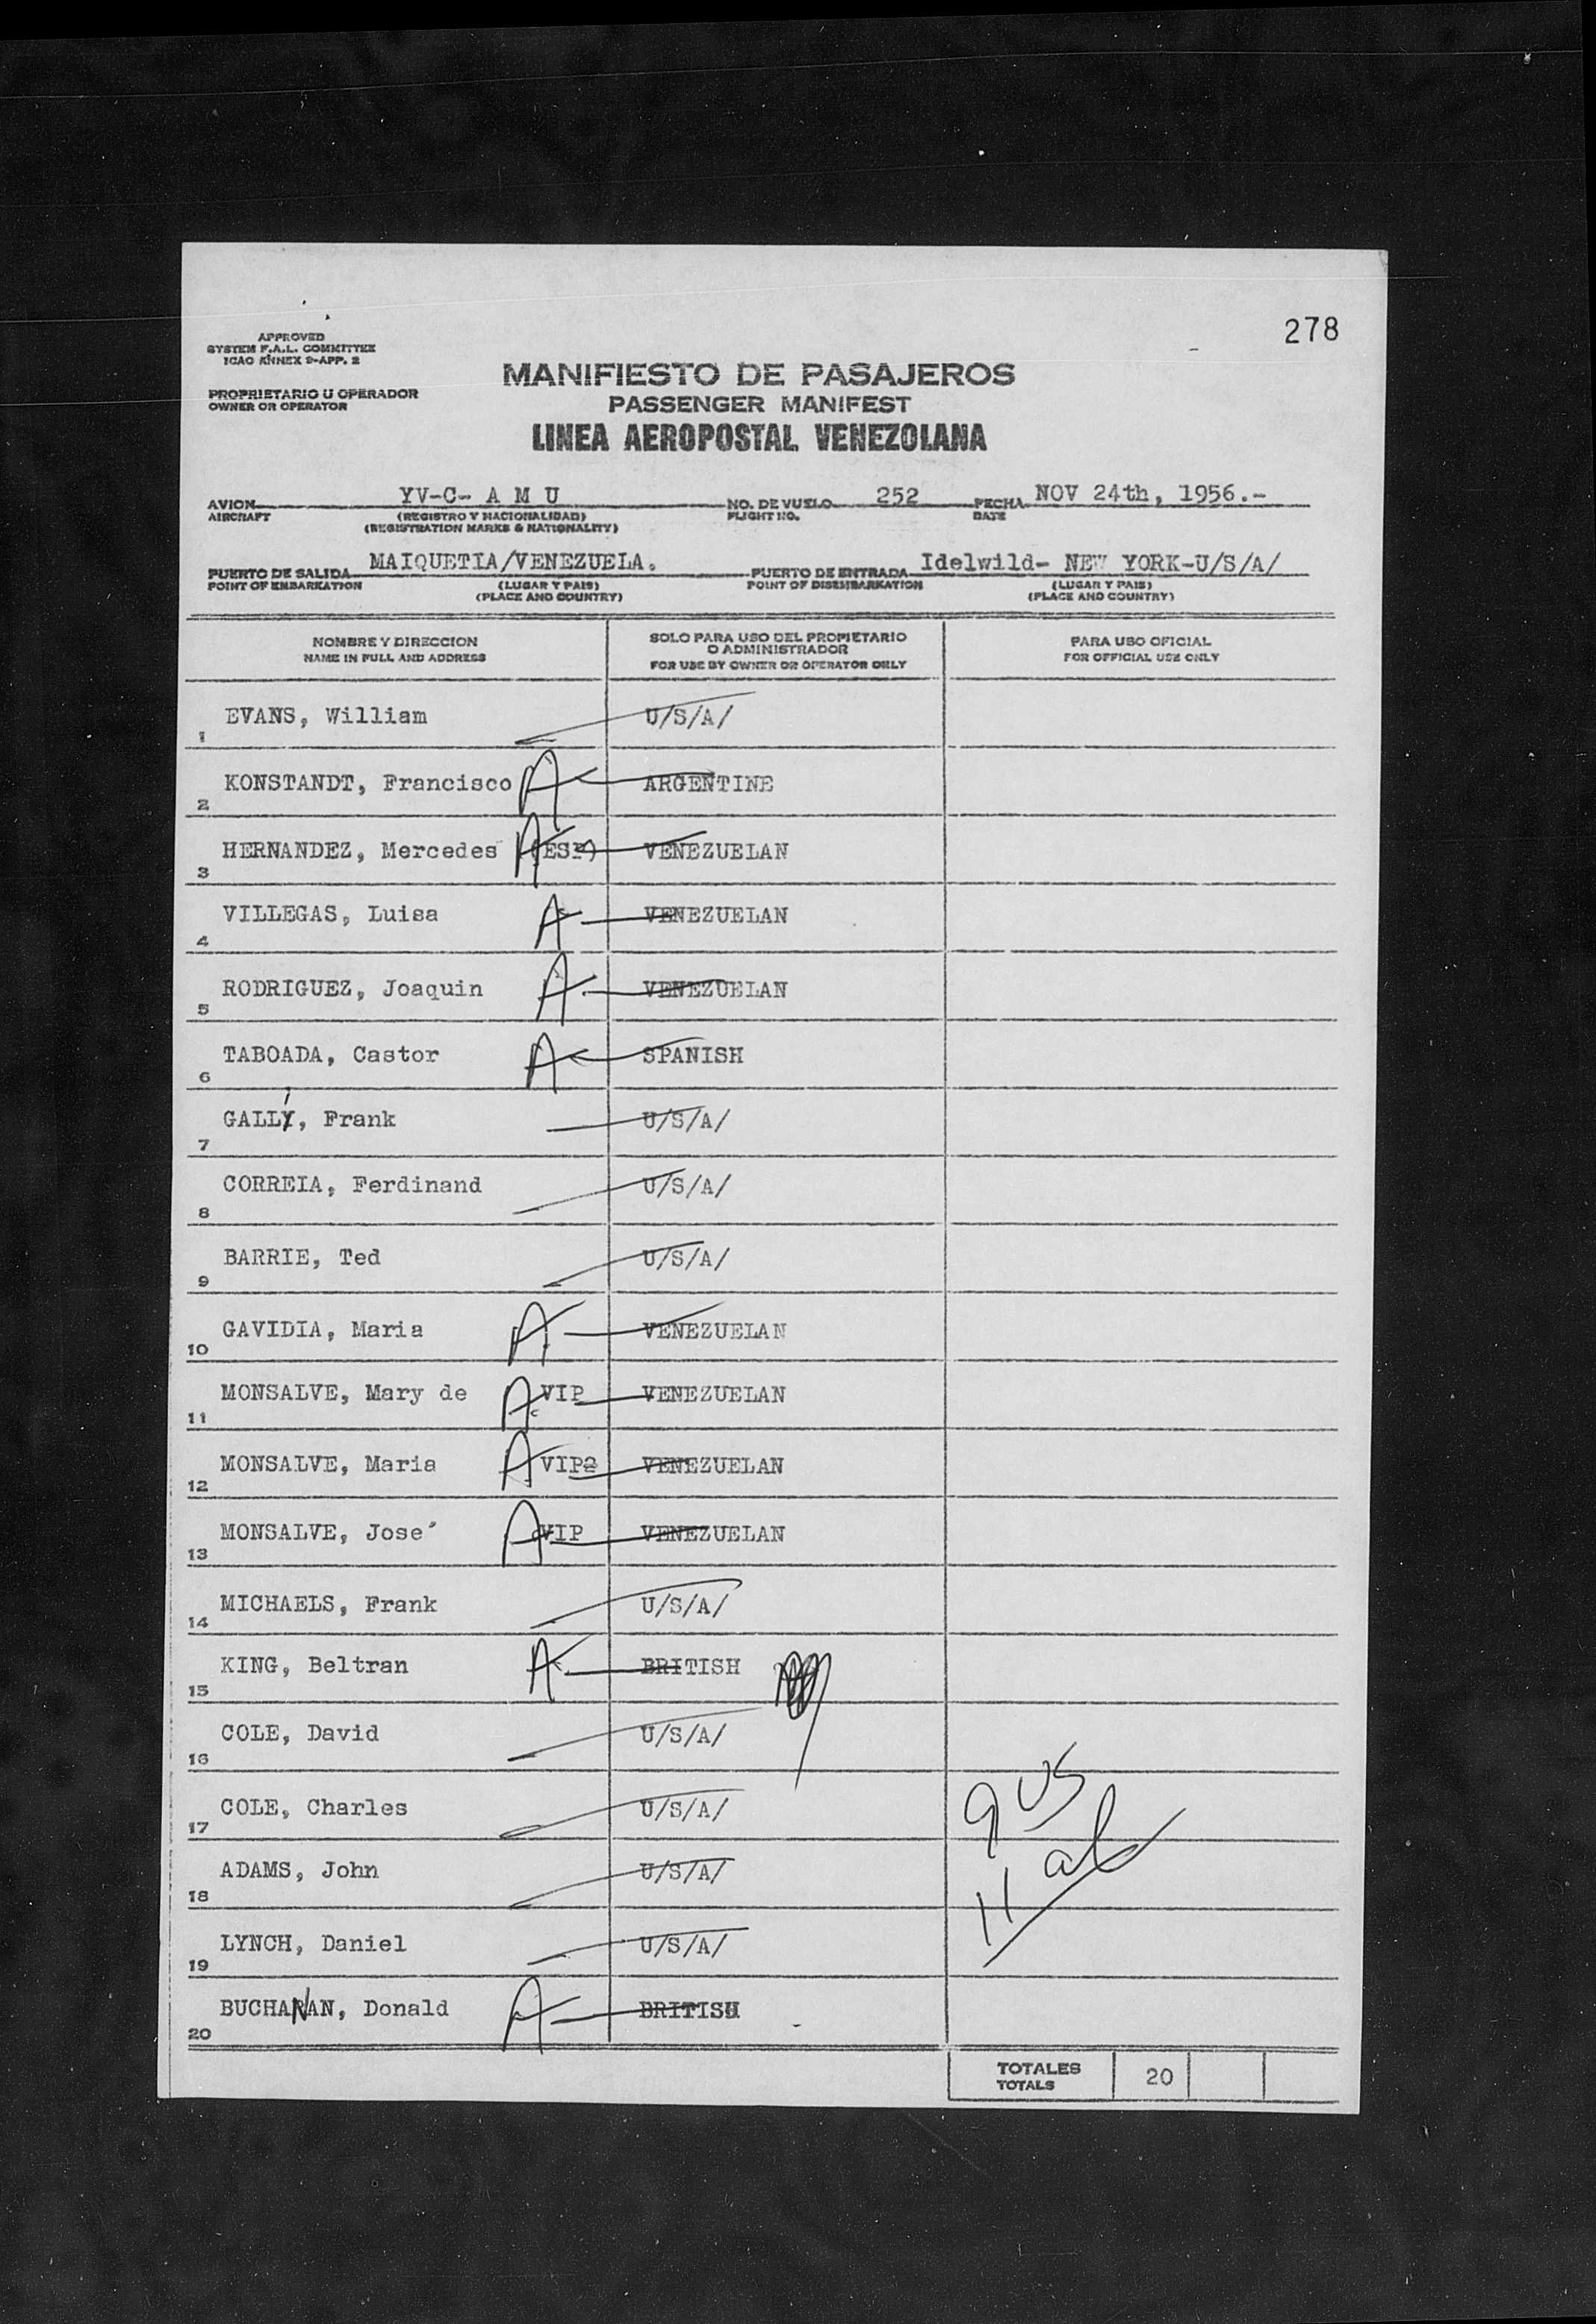 278
APPROVED
SYSTEM F.A.L. COMMITTEE
ICAO ANNEX 9-APP. 2
PROPRIETARIO U OPERADOR
OWNER OR OPERATOR
MANIFIESTO DE PASAJEROS
PASSENGER MANIFEST
LINEA AEROPOSTAL VENEZOLANA
AVION YV-C- A M U NO. DE VUELO 252 FECHA NOV 24th, 1956.-
AIRCRAFT (REGISTRO Y NACIONALIDAD) FLIGHT NO. DATE
(REGISTRATION MARKS & NATIONALITY)
PUERTO DE SALIDA MAIQUETIA/VENEZUELA. PUERTO DE ENTRADA Idelwild- NEW YORK-U/S/A/
POINT OF EMBARKATION (LUGAR Y PAIS) POINT OF DISEMBARKATION (LUGAR Y PAIS)
(PLACE AND COUNTRY) (PLACE AND COUNTRY)
NOMBRE Y DIRECCION SOLO PARA USO DEL PROPIETARIO PARA USO OFICIAL
O ADMINISTRADOR
NAME IN FULL AND ADDRESS FOR USE BY OWNER OR OPERATOR ONLY FOR OFFICIAL USE ONLY
1 EVANS, William U/S/A/
2 KONSTANDT, Francisco A ARGENTINE
3 HERNANDEZ, Mercedes A VENEZUELAN
4 VILLEGAS, Luisa A VENEZUELAN
5 RODRIGUEZ, Joaquin A VENEZUELAN
6 TABOADA, Castor A SPANISH
7 GALLI, Frank U/S/A/
8 CORREIA, Ferdinand U/S/A/
9 BARRIE, Ted U/S/A/
10 GAVIDIA, Maria A VENEZUELAN
11 MONSALVE, Mary de A VIP VENEZUELAN
12 MONSALVE, Maria A VIP VENEZUELAN
13 MONSALVE, Jose´ A VIP VENEZUELAN
14 MICHAELS, Frank U/S/A/
15 KING, Beltran A BRITISH
16 COLE, David U/S/A/
17 COLE, Charles U/S/A/ 9 US
18 ADAMS, John U/S/A/ 11 al
19 LYNCH, Daniel U/S/A/
20 BUCHANAN, Donald A BRITISH
TOTALES 20
TOTALS